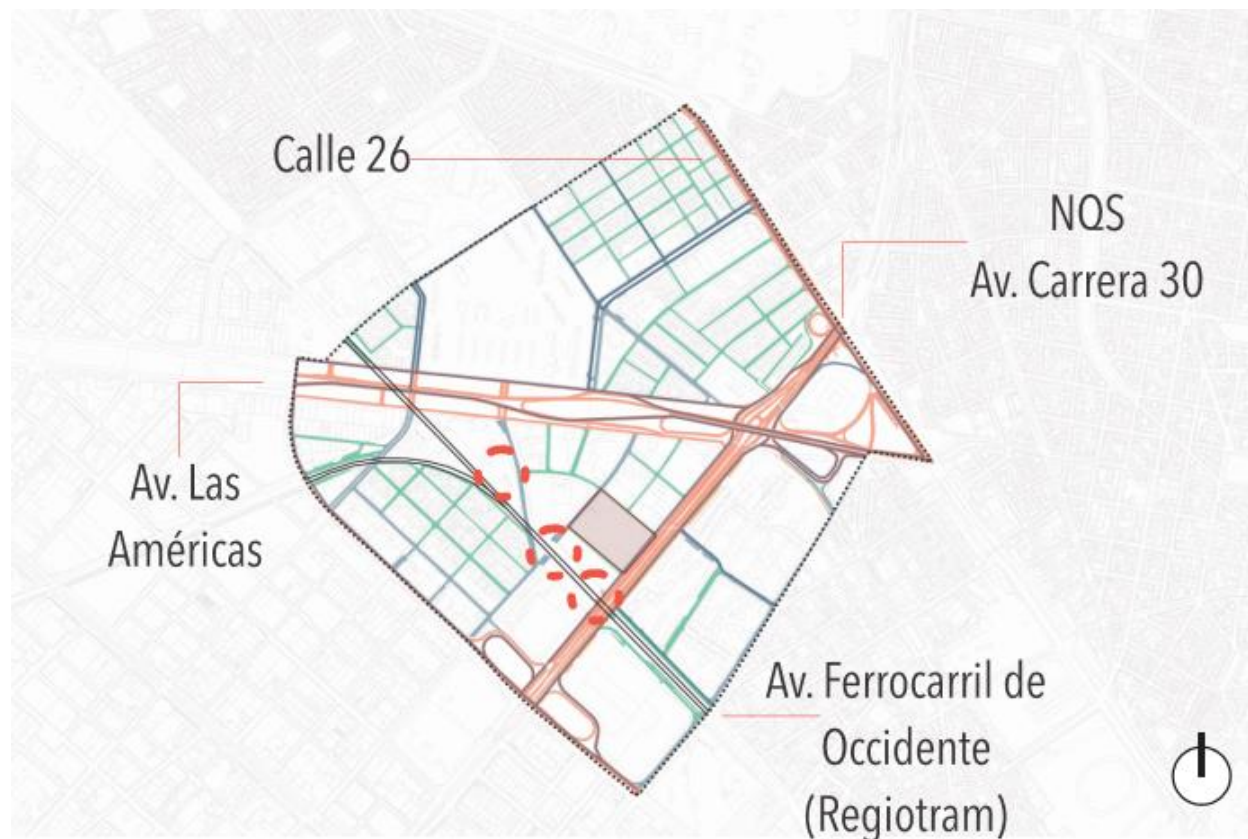 Calle 26
NQS
Av. Carrera 30
Av. Las
Américas
Av. Ferrocarril de
Occidente
(Regiotram)